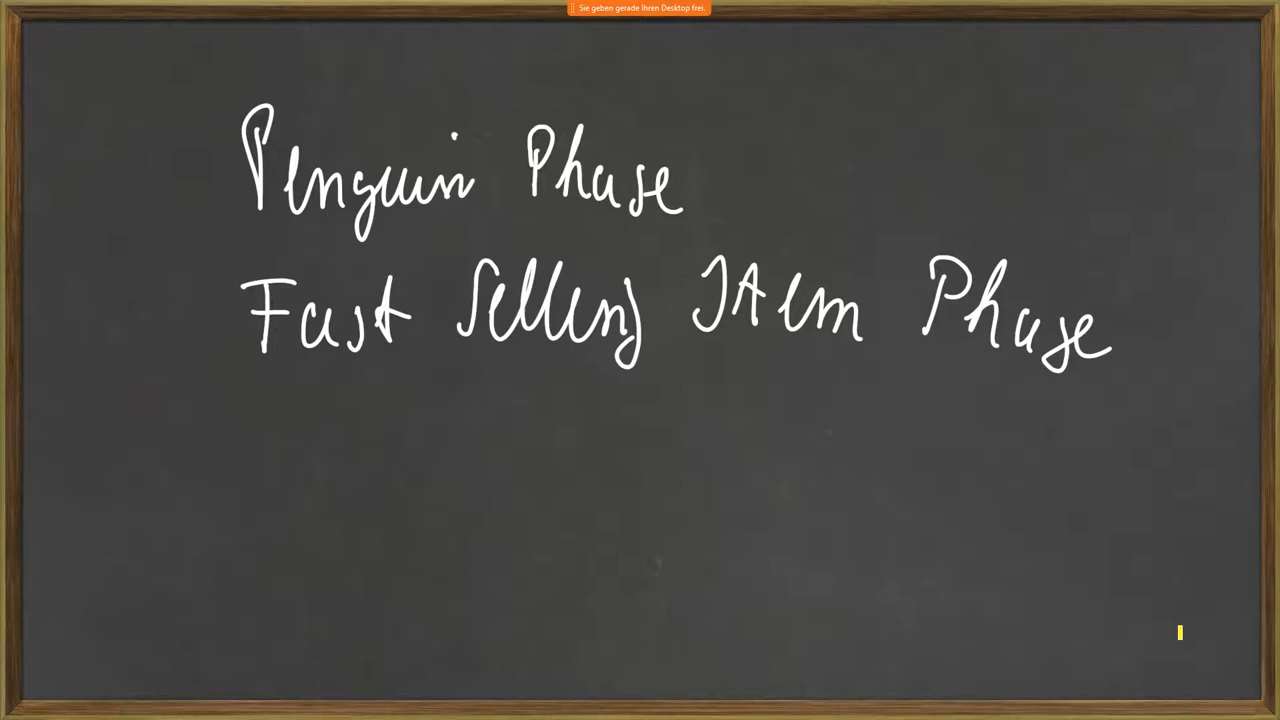 Sie geben gerade Ihren Desktop frei.
Penguin Phase
Fast Selling Item Phase